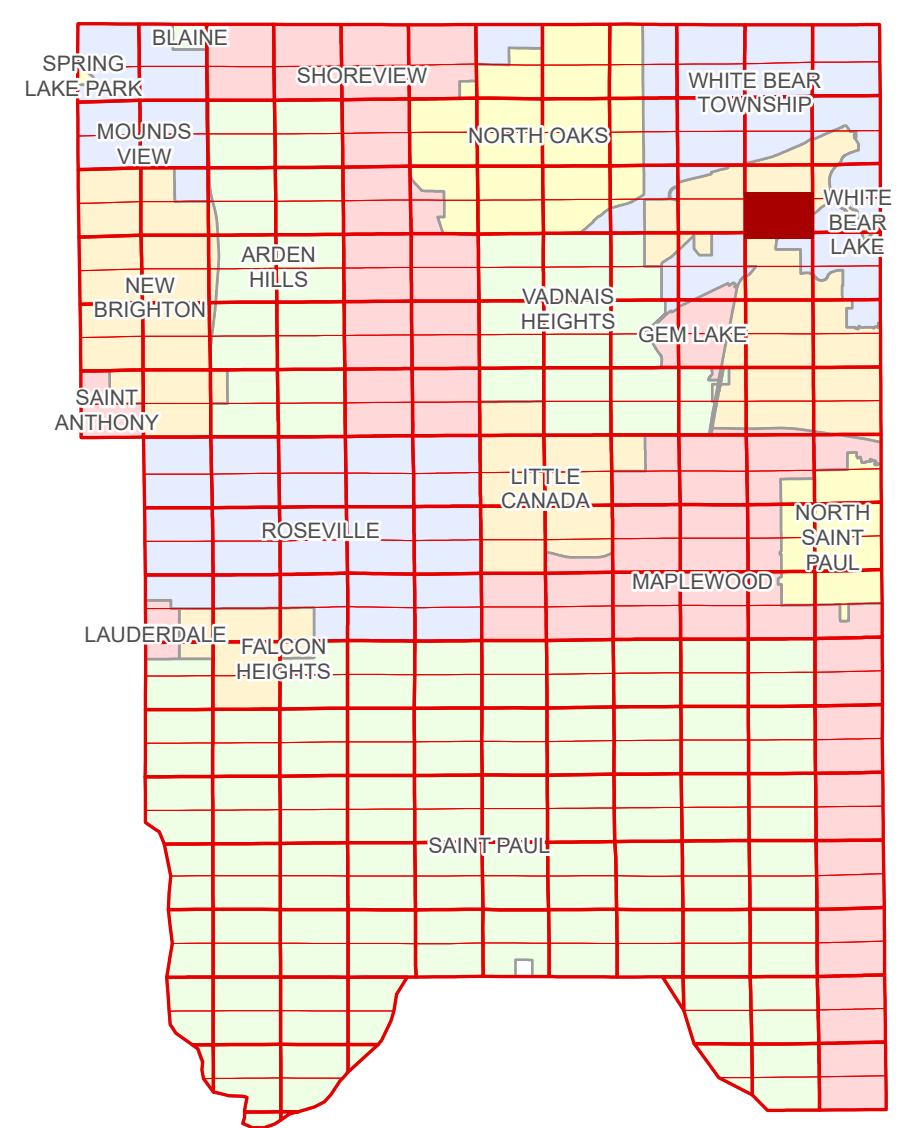 BLAINE
SPRING
LAKE PARK
SHOREVIEW
WHITE BEAR
TOWNSHIP
MOUNDS
VIEW
NORTH OAKS
WHITE
BEAR
LAKE
ARDEN
HILLS
NEW
BRIGHTON
VADNAIS
HEIGHTS
GEM LAKE
SAINT
ANTHONY
LITTLE
CANADA
NORTH
SAINT
PAUL
ROSEVILLE
MAPLEWOOD
LAUDERDALE
FALCON
HEIGHTS
SAINT PAUL